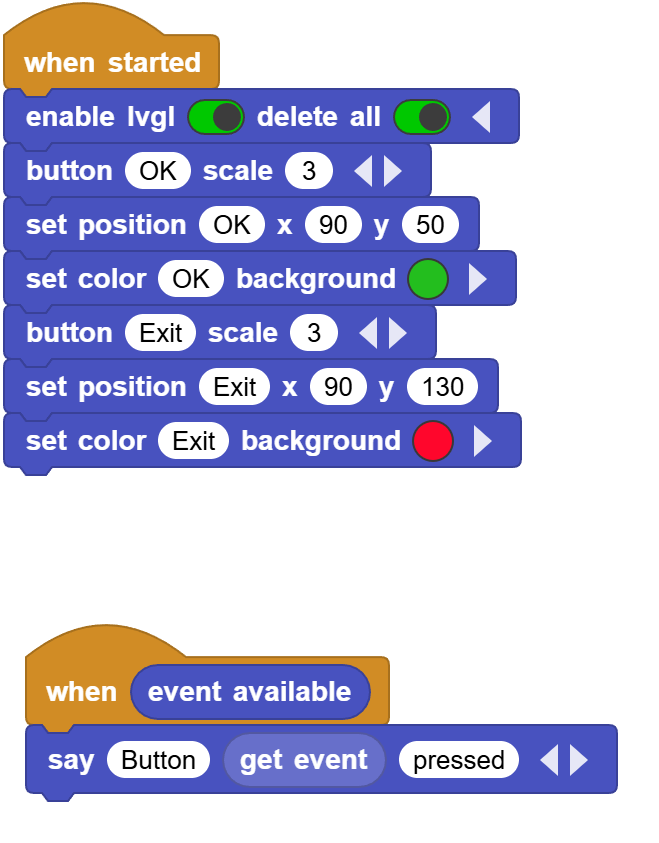 when started
enable lvgl delete all
button OK scale 3
set position OK x 90 y 50
set color OK background
button Exit scale 3
set position Exit x 90 y 130
set color Exit background
when event available
say Button get event pressed